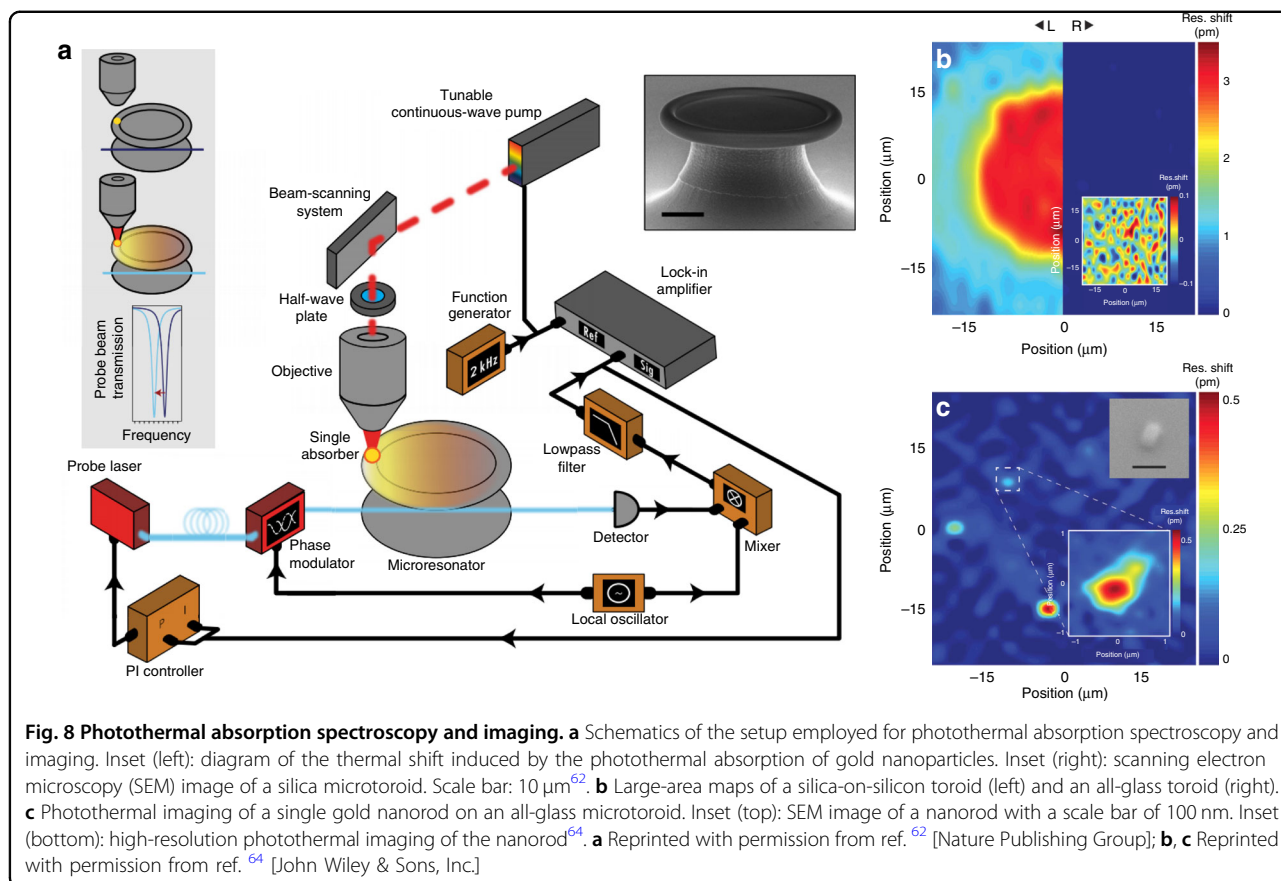 a
Tunable
continuous-wave pump
Beam-scanning
system
Half-wave
plate
Function
generator
Lock-in
amplifier
Ref
Sig
2 kHz
Objective
Single
absorber
Lowpass
filter
Probe beam
transmission
Frequency
Probe laser
Phase
modulator
Microresonator
Detector
Mixer
Local oscillator
~
P
I
PI controller
◀L R▶
b
Res. shift
(pm)
3
2
1
0
Position (μm)
15
0
−15
−15
0
15
Position (μm)
Res.shift
(pm)
0.1
−0.1
Position (μm)
15
0
−15
−15
0
15
Position (μm)
c
Res. shift
(pm)
0.5
0.25
0
Position (μm)
15
0
−15
−15
0
15
Position (μm)
Res.shift
(pm)
0.5
0
Position (μm)
1
0
−1
−1
0
1
Position (μm)
Fig. 8 Photothermal absorption spectroscopy and imaging. a Schematics of the setup employed for photothermal absorption spectroscopy and
imaging. Inset (left): diagram of the thermal shift induced by the photothermal absorption of gold nanoparticles. Inset (right): scanning electron
microscopy (SEM) image of a silica microtoroid. Scale bar: 10 μm62. b Large-area maps of a silica-on-silicon toroid (left) and an all-glass toroid (right).
c Photothermal imaging of a single gold nanorod on an all-glass microtoroid. Inset (top): SEM image of a nanorod with a scale bar of 100 nm. Inset
(bottom): high-resolution photothermal imaging of the nanorod64. a Reprinted with permission from ref. 62 [Nature Publishing Group]; b, c Reprinted
with permission from ref. 64 [John Wiley & Sons, Inc.]